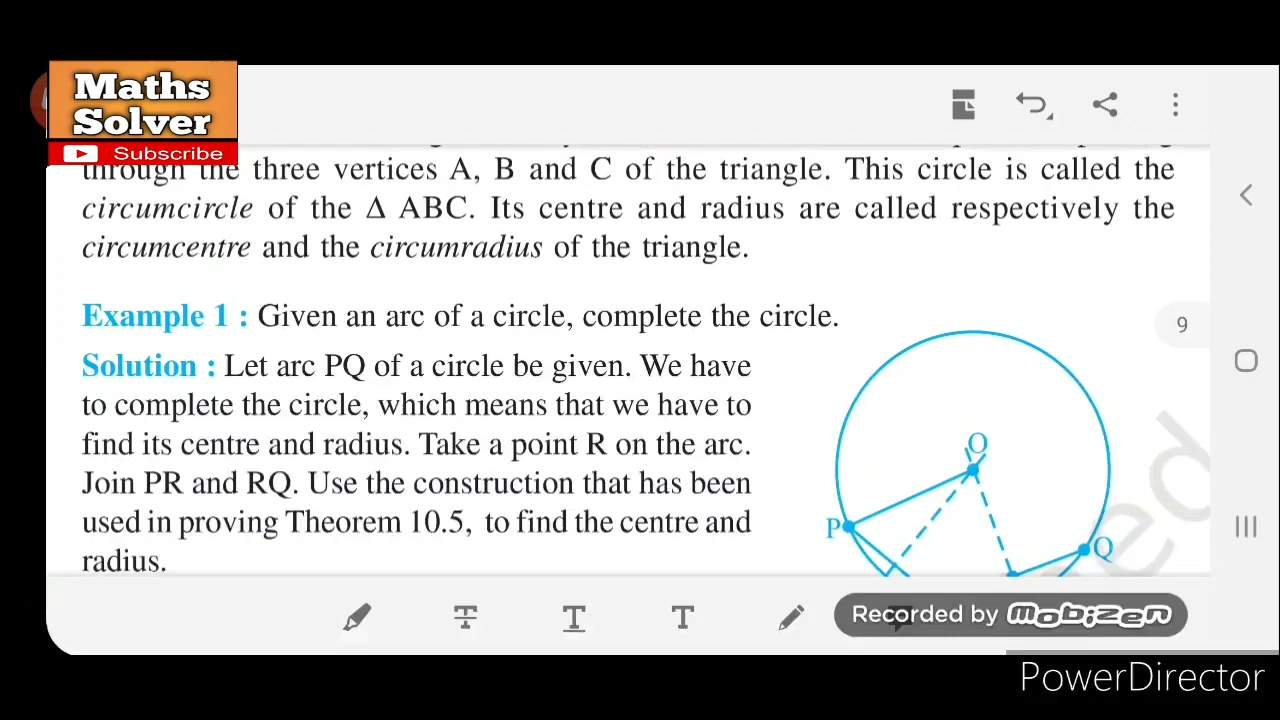 Maths
Solver
Subscribe
through the three vertices A, B and C of the triangle. This circle is called the
circumcircle of the Δ ABC. Its centre and radius are called respectively the
circumcentre and the circumradius of the triangle.
Example 1 : Given an arc of a circle, complete the circle.
9
Solution : Let arc PQ of a circle be given. We have
to complete the circle, which means that we have to
find its centre and radius. Take a point R on the arc.
Join PR and RQ. Use the construction that has been
used in proving Theorem 10.5, to find the centre and
radius.
O
P
Q
T
T
T
Recorded by Mobizen
PowerDirector